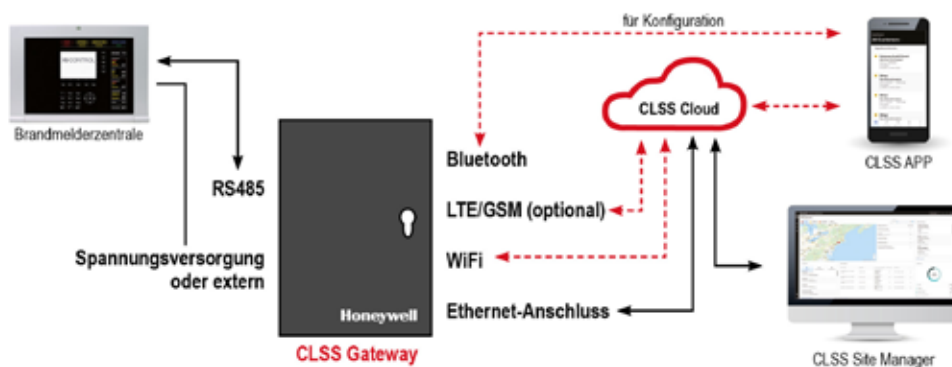 für Konfiguration
CLSS Cloud
Brandmelderzentrale
CLSS APP
RS485
Bluetooth
LTE/GSM (optional)
Spannungsversorgung
oder extern
WiFi
Ethernet-Anschluss
Honeywell
CLSS Gateway
CLSS Site Manager